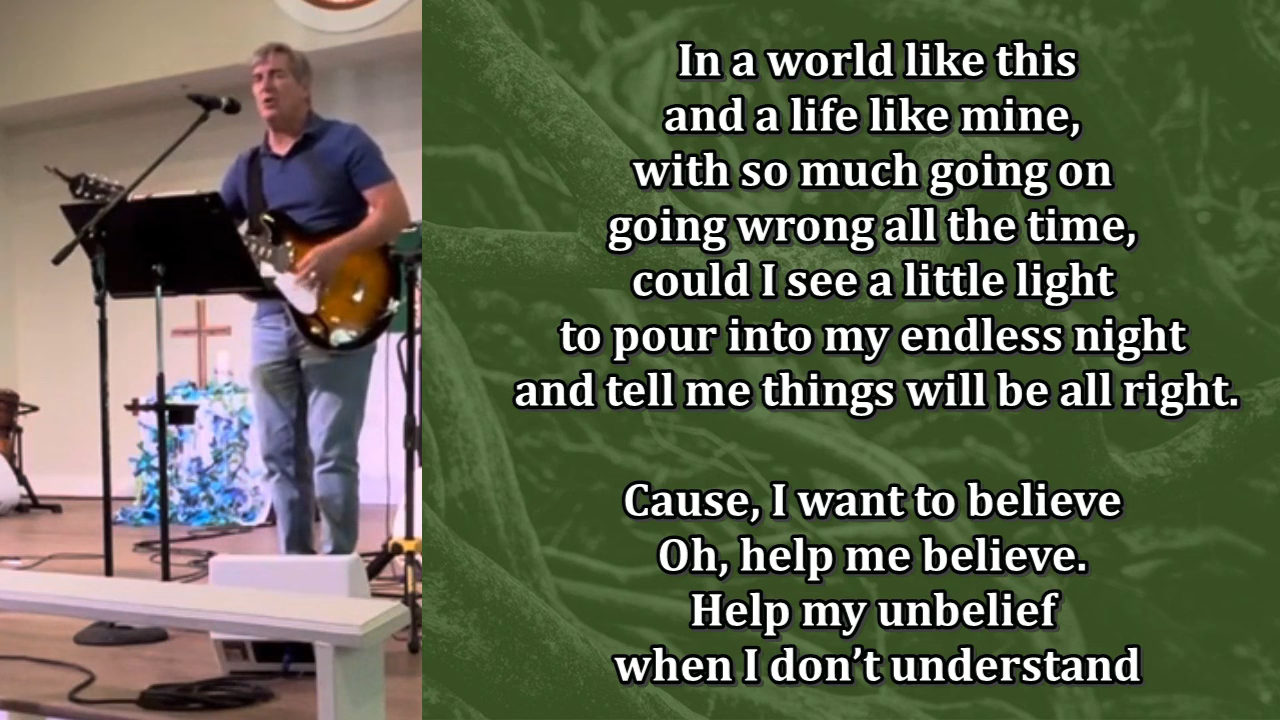 In a world like this
and a life like mine,
with so much going on
going wrong all the time,
could I see a little light
to pour into my endless night
and tell me things will be all right.
Cause, I want to believe
Oh, help me believe.
Help my unbelief
when I don’t understand